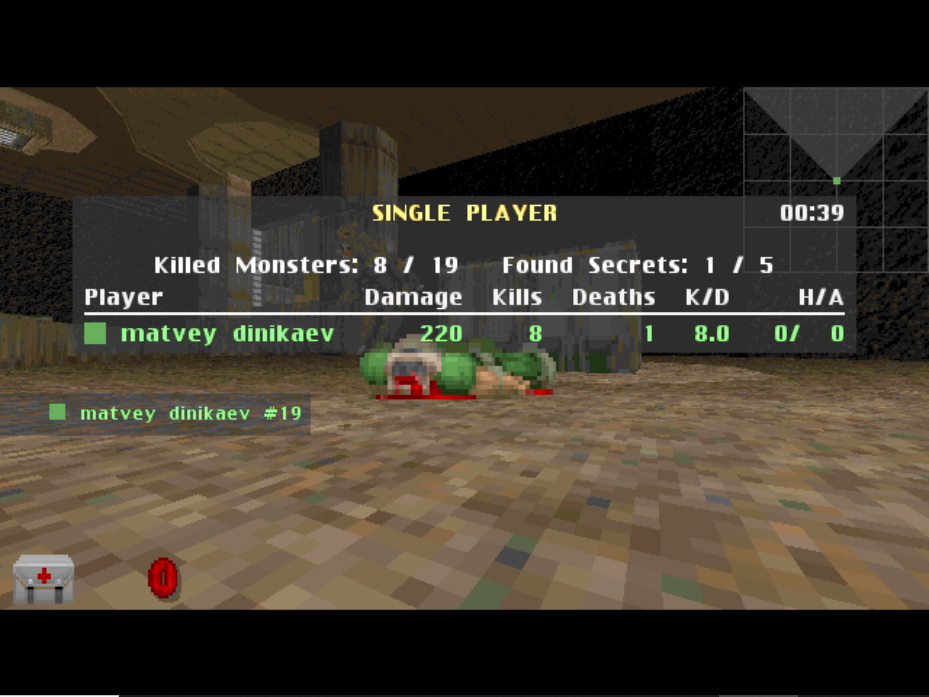 SINGLE PLAYER 00:39
Killed Monsters: 8 / 19 Found Secrets: 1 / 5
Player Damage Kills Deaths K/D H/A
matvey dinikaev 220 8 1 8.0 0/ 0
matvey dinikaev #19
0